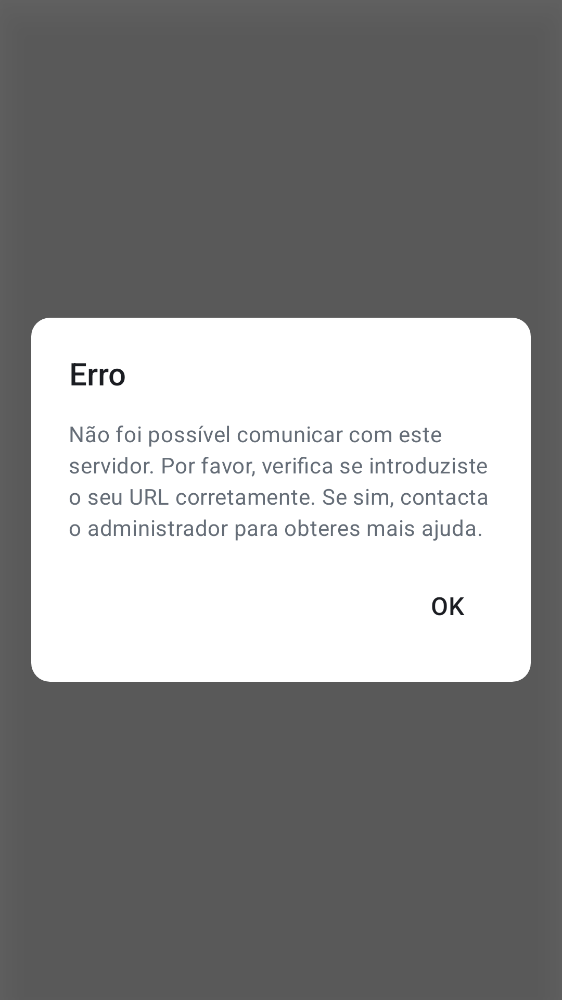 Erro
Não foi possível comunicar com este
servidor. Por favor, verifica se introduziste
o seu URL corretamente. Se sim, contacta
o administrador para obteres mais ajuda.
OK